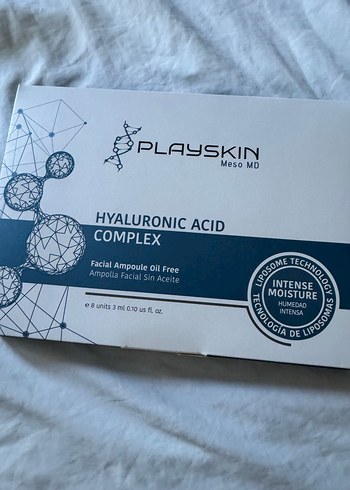 PLAYSKIN
Meso MD
HYALURONIC ACID
COMPLEX
Facial Ampoule Oil Free
Ampolla Facial Sin Aceite
e 8 units 3 ml 0.10 us fl. oz.
LIPOSOME TECHNOLOGY
INTENSE
MOISTURE
HUMEDAD
INTENSA
TECNOLOGÍA DE LIPOSOMAS